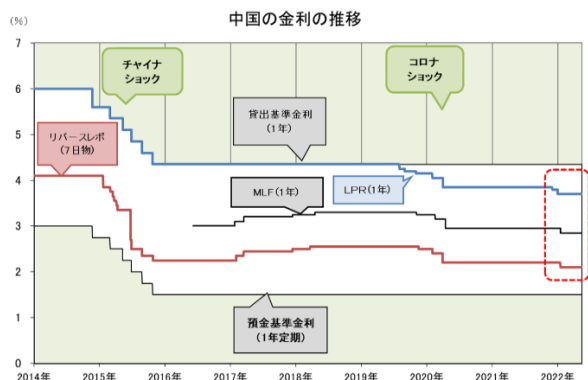 中国の金利の推移
(%)
7
6
5
4
3
2
1
0
チャイナ
ショック
コロナ
ショック
貸出基準金利
(1年)
リバースレポ
(7日物)
MLF(1年)
LPR(1年)
預金基準金利
(1年定期)
2014年 2015年 2016年 2017年 2018年 2019年 2020年 2021年 2022年